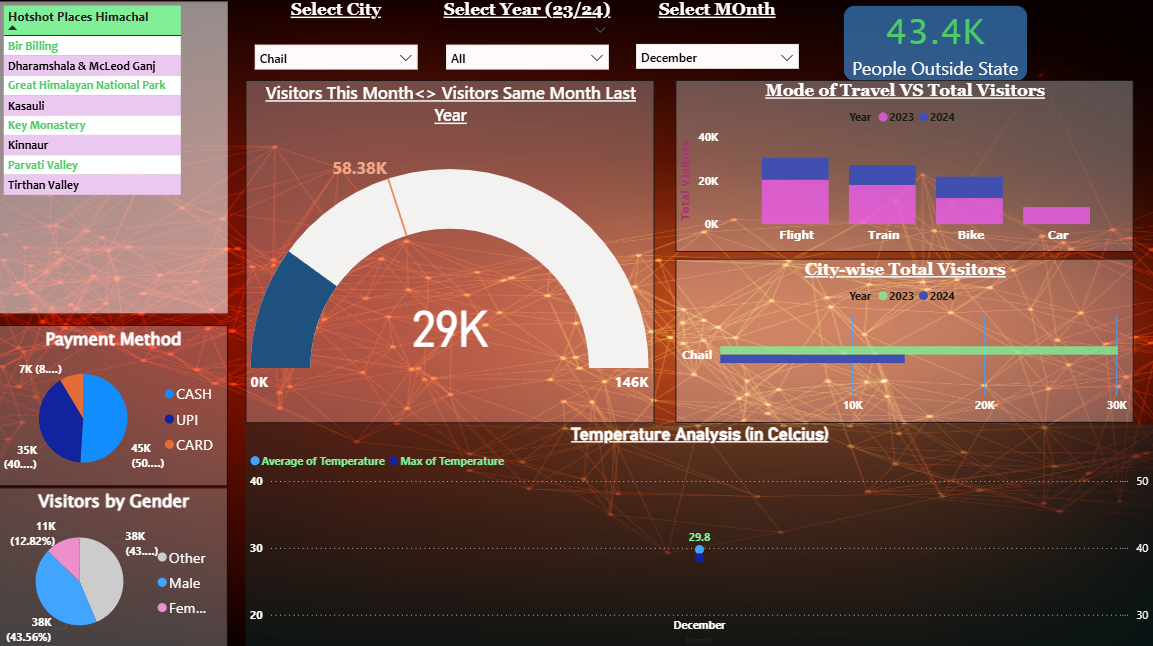 Hotshot Places Himachal
Bir Billing
Dharamshala & McLeod Ganj
Great Himalayan National Park
Kasauli
Key Monastery
Kinnaur
Parvati Valley
Tirthan Valley
Select City
Chail
Select Year (23/24)
All
Select MOnth
December
43.4K
People Outside State
Visitors This Month<> Visitors Same Month Last
Year
58.38K
29K
0K
146K
Mode of Travel VS Total Visitors
Year 2023 2024
Total Visitors
40K
20K
0K
Flight Train Bike Car
City-wise Total Visitors
Year 2023 2024
Chail
10K 20K 30K
Payment Method
7K (8....)
35K
(40....)
45K
(50....)
CASH
UPI
CARD
Visitors by Gender
11K
(12.82%)
38K
(43....)
38K
(43.56%)
Other
Male
Fem...
Temperature Analysis (in Celcius)
Average of Temperature Max of Temperature
40
30
20
50
40
30
29.8
December
Month